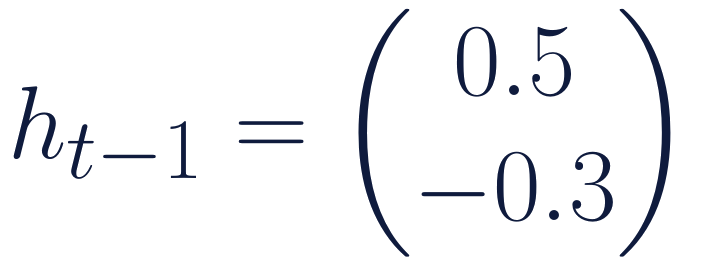 h_{t-1} = \begin{pmatrix} 0.5 \\ -0.3 \end{pmatrix}